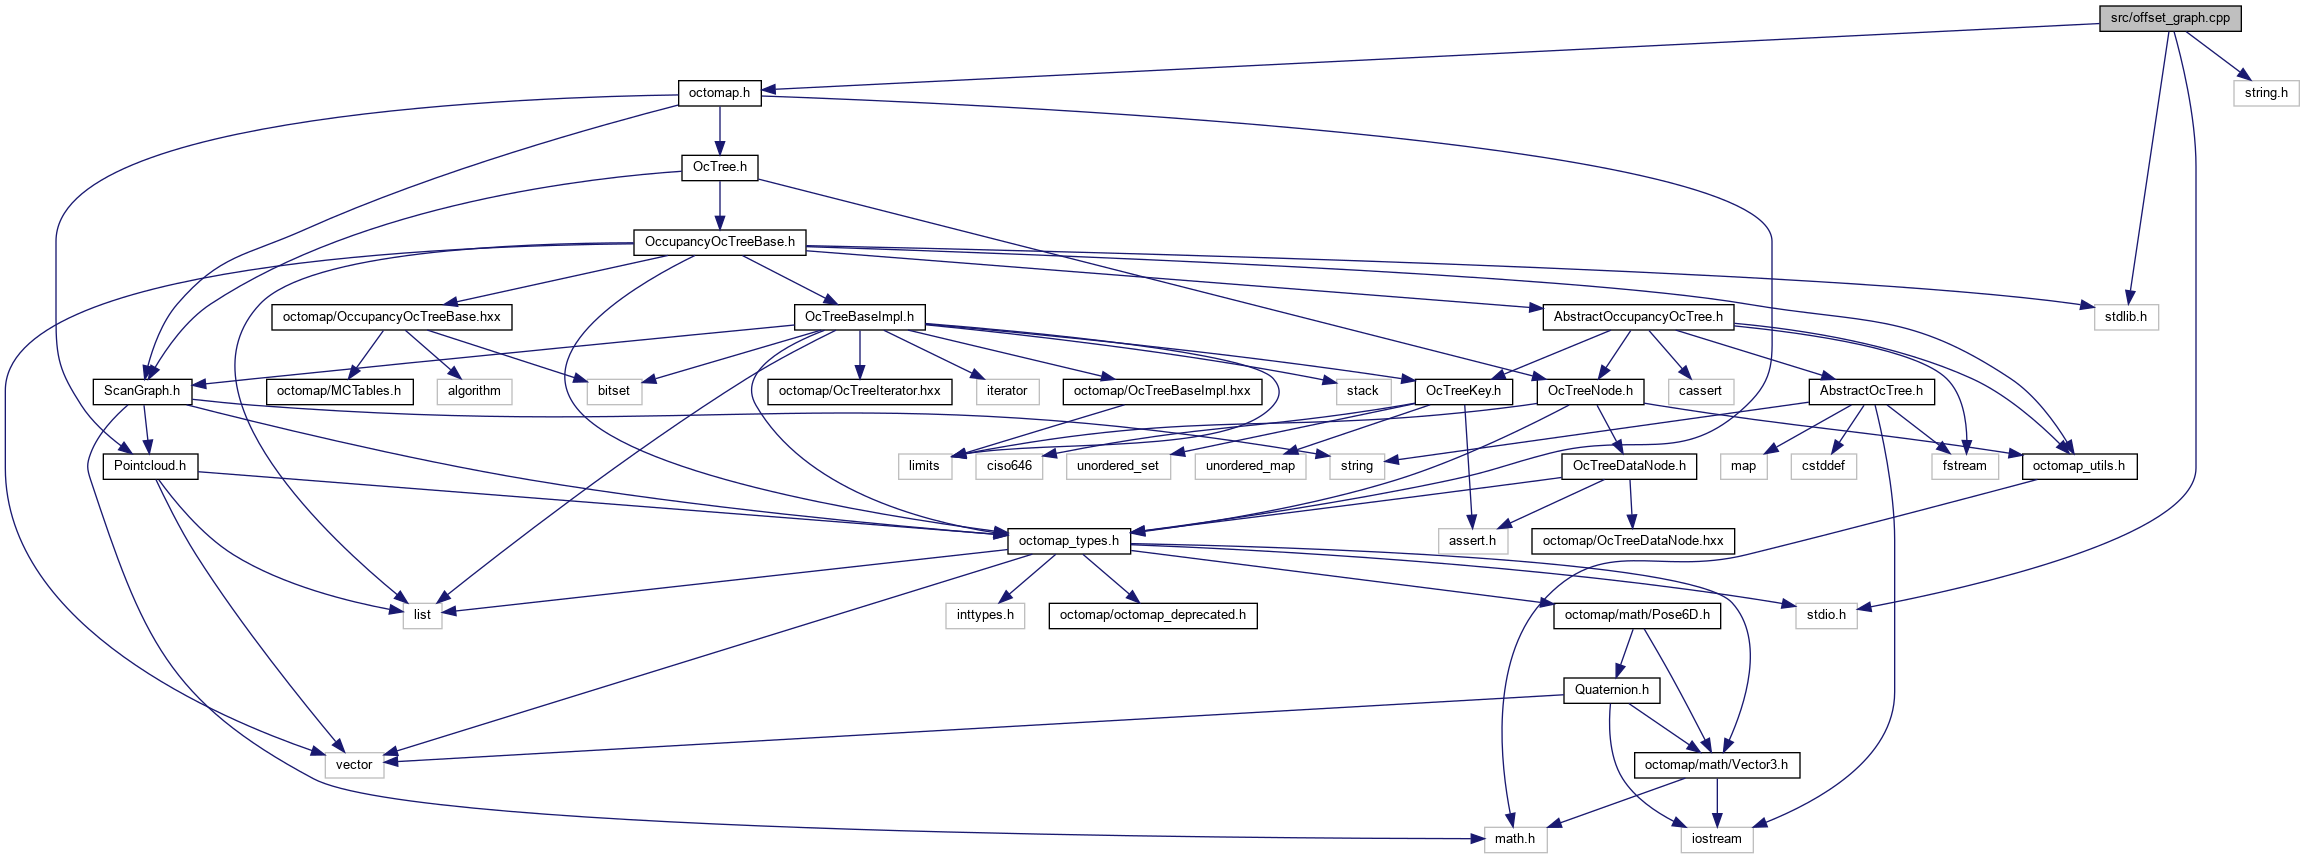 src/offset_graph.cpp
octomap.h
string.h
OcTree.h
OccupancyOcTreeBase.h
octomap/OccupancyOcTreeBase.hxx
OcTreeBaseImpl.h
AbstractOccupancyOcTree.h
stdlib.h
ScanGraph.h
octomap/MCTables.h
algorithm
bitset
octomap/OcTreeIterator.hxx
iterator
octomap/OcTreeBaseImpl.hxx
stack
OcTreeKey.h
OcTreeNode.h
cassert
AbstractOcTree.h
Pointcloud.h
limits
ciso646
unordered_set
unordered_map
string
OcTreeDataNode.h
map
cstddef
fstream
octomap_utils.h
octomap_types.h
assert.h
octomap/OcTreeDataNode.hxx
list
inttypes.h
octomap/octomap_deprecated.h
octomap/math/Pose6D.h
stdio.h
Quaternion.h
vector
octomap/math/Vector3.h
math.h
iostream